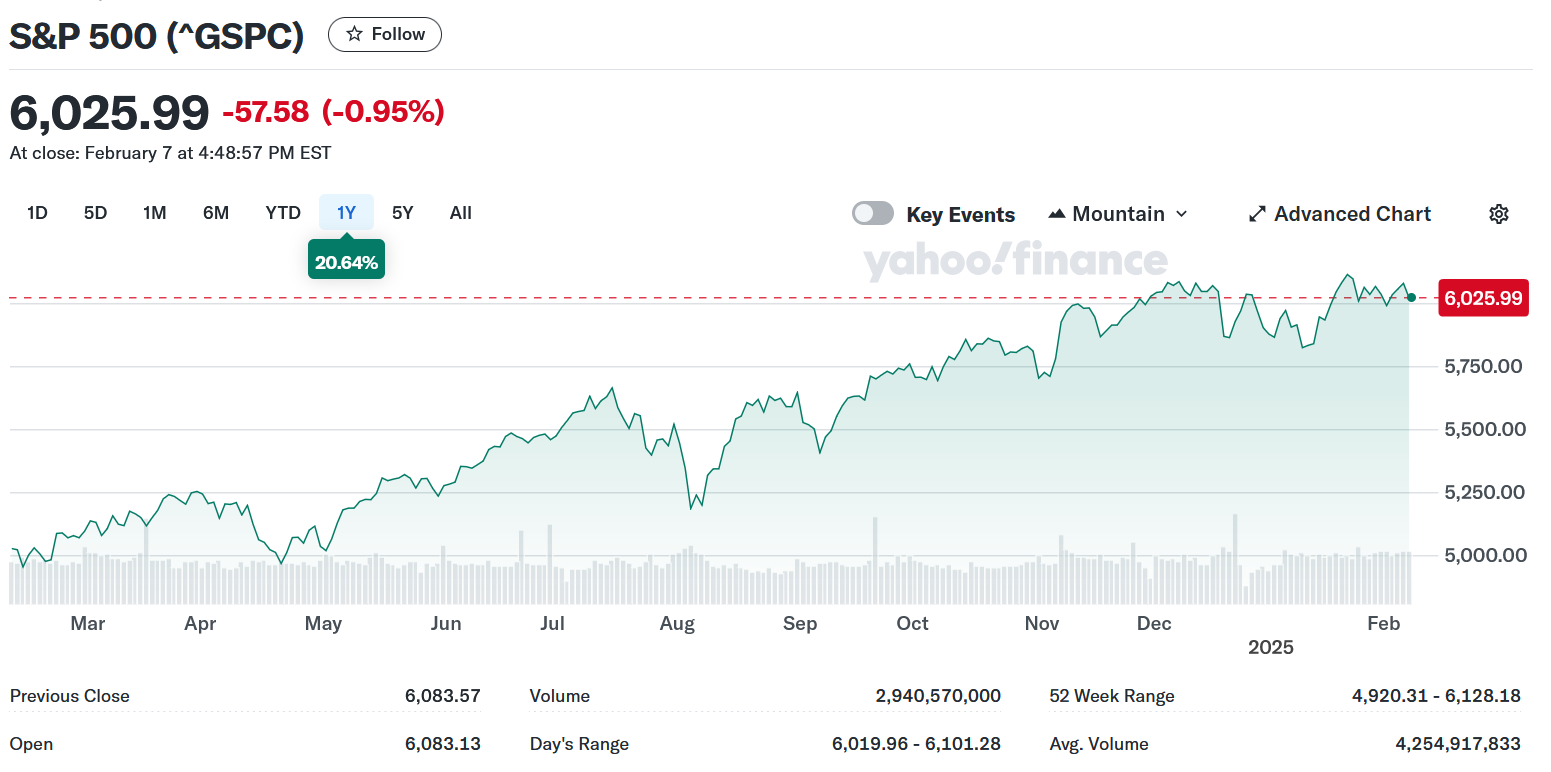 S&P 500 (^GSPC) Follow
6,025.99 -57.58 (-0.95%)
At close: February 7 at 4:48:57 PM EST
1D 5D 1M 6M YTD 1Y 5Y All Key Events Mountain Advanced Chart
20.64%
yahoo!finance
6,025.99
5,750.00
5,500.00
5,250.00
5,000.00
Mar Apr May Jun Jul Aug Sep Oct Nov Dec Feb
2025
Previous Close 6,083.57 Volume 2,940,570,000 52 Week Range 4,920.31 - 6,128.18
Open 6,083.13 Day's Range 6,019.96 - 6,101.28 Avg. Volume 4,254,917,833